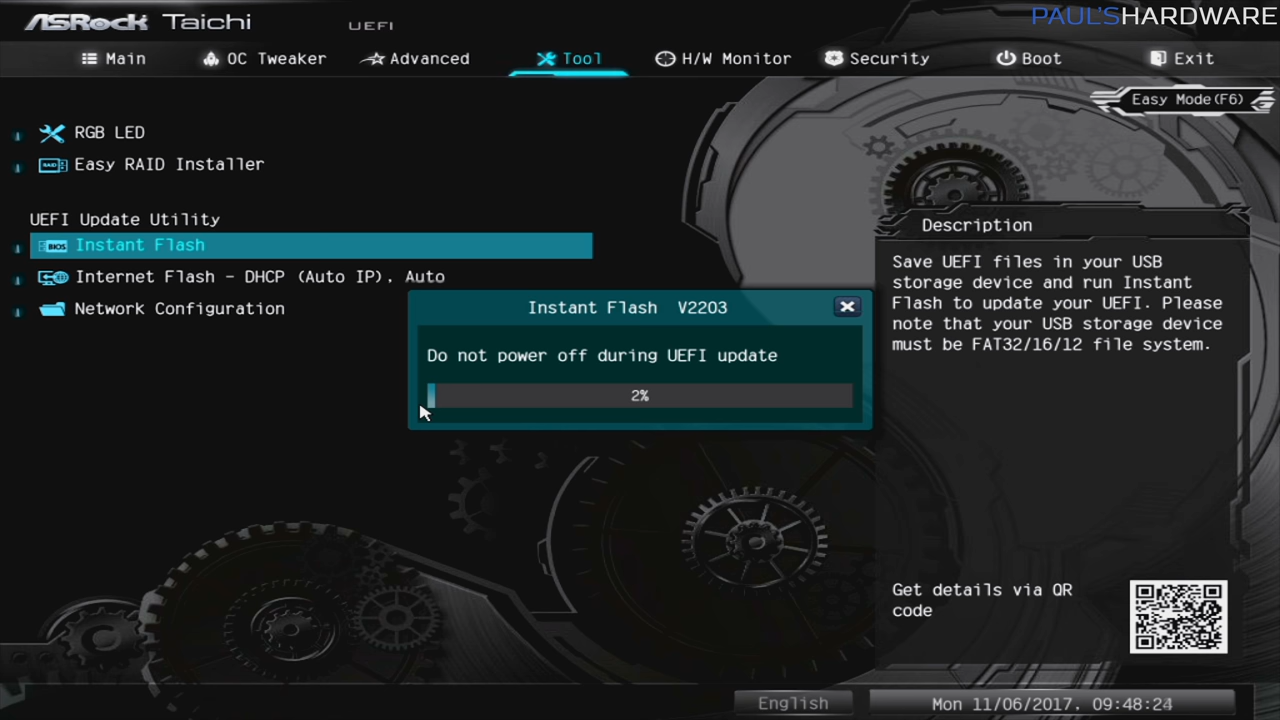 ASRock Taichi UEFI
PAUL'SHARDWARE
Main OC Tweaker Advanced Tool H/W Monitor Security Boot Exit
Easy Mode(F6)
RGB LED
RAID Easy RAID Installer
UEFI Update Utility
BIOS Instant Flash
Internet Flash - DHCP (Auto IP), Auto
Network Configuration
Instant Flash V2203
Do not power off during UEFI update
2%
Description
Save UEFI files in your USB
storage device and run Instant
Flash to update your UEFI. Please
note that your USB storage device
must be FAT32/16/12 file system.
Get details via QR
code
English
Mon 11/06/2017. 09:48:24